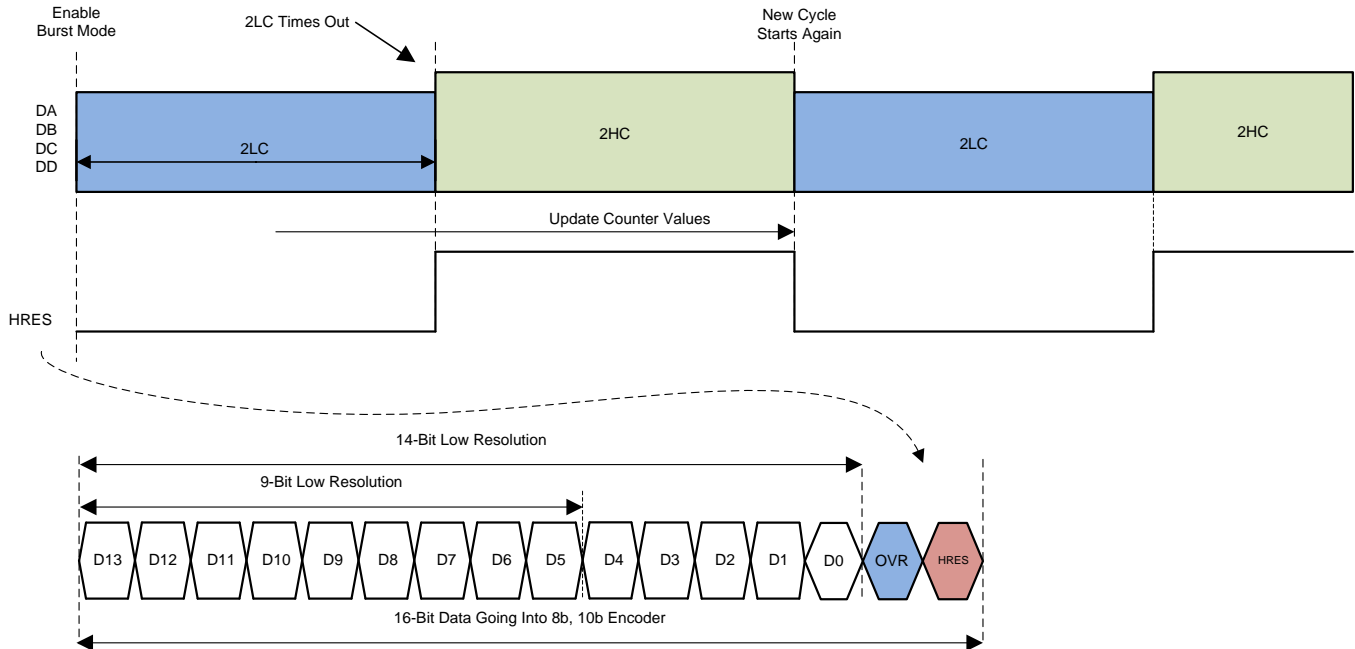 Enable
Burst Mode
2LC Times Out
New Cycle
Starts Again
DA
DB
DC
DD
2LC
2HC
2LC
2HC
Update Counter Values
HRES
14-Bit Low Resolution
9-Bit Low Resolution
D13
D12
D11
D10
D9
D8
D7
D6
D5
D4
D3
D2
D1
D0
OVR
HRES
16-Bit Data Going Into 8b, 10b Encoder